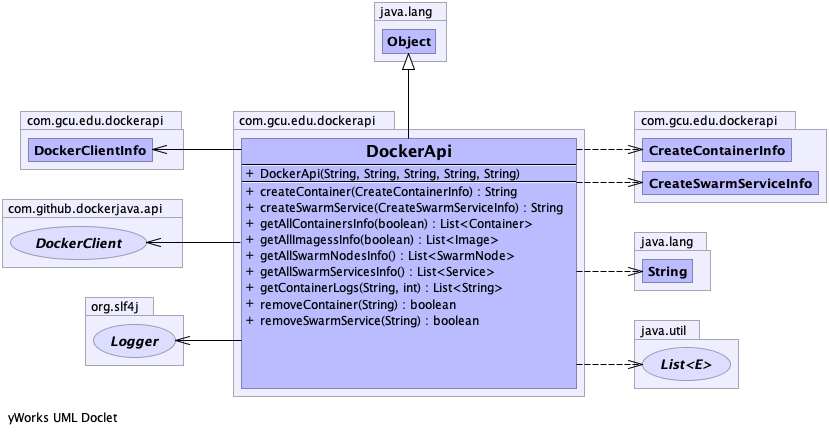 java.lang
Object
com.gcu.edu.dockerapi
DockerClientInfo
com.github.dockerjava.api
DockerClient
org.slf4j
Logger
com.gcu.edu.dockerapi
DockerApi
+ DockerApi(String, String, String, String, String)
+ createContainer(CreateContainerInfo) : String
+ createSwarmService(CreateSwarmServiceInfo) : String
+ getAllContainersInfo(boolean) : List<Container>
+ getAllImagessInfo(boolean) : List<Image>
+ getAllSwarmNodesInfo() : List<SwarmNode>
+ getAllSwarmServicesInfo() : List<Service>
+ getContainerLogs(String, int) : List<String>
+ removeContainer(String) : boolean
+ removeSwarmService(String) : boolean
com.gcu.edu.dockerapi
CreateContainerInfo
CreateSwarmServiceInfo
java.lang
String
java.util
List<E>
yWorks UML Doclet